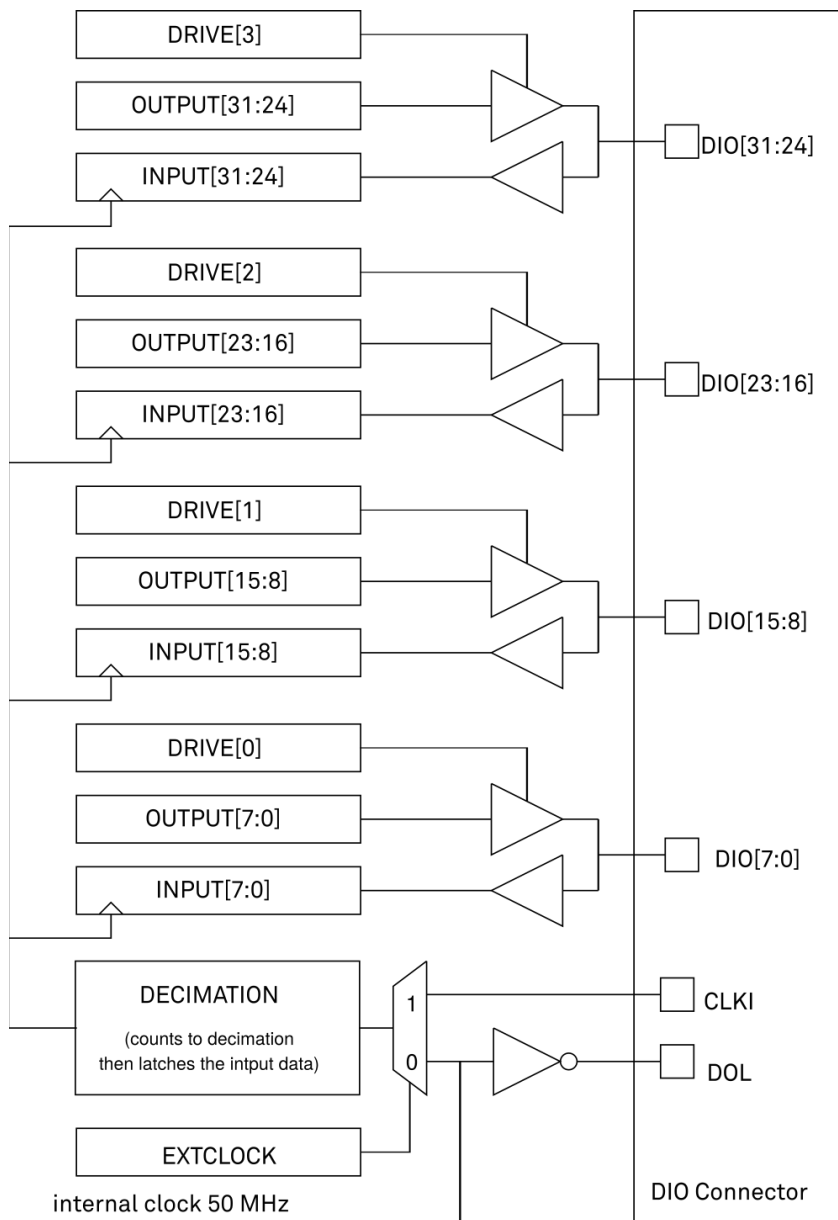 DRIVE[3]
OUTPUT[31:24]
INPUT[31:24]
DIO[31:24]
DRIVE[2]
OUTPUT[23:16]
INPUT[23:16]
DIO[23:16]
DRIVE[1]
OUTPUT[15:8]
INPUT[15:8]
DIO[15:8]
DRIVE[0]
OUTPUT[7:0]
INPUT[7:0]
DIO[7:0]
DECIMATION
(counts to decimation
then latches the intput data)
1
0
CLKI
DOL
EXTCLOCK
internal clock 50 MHz
DIO Connector